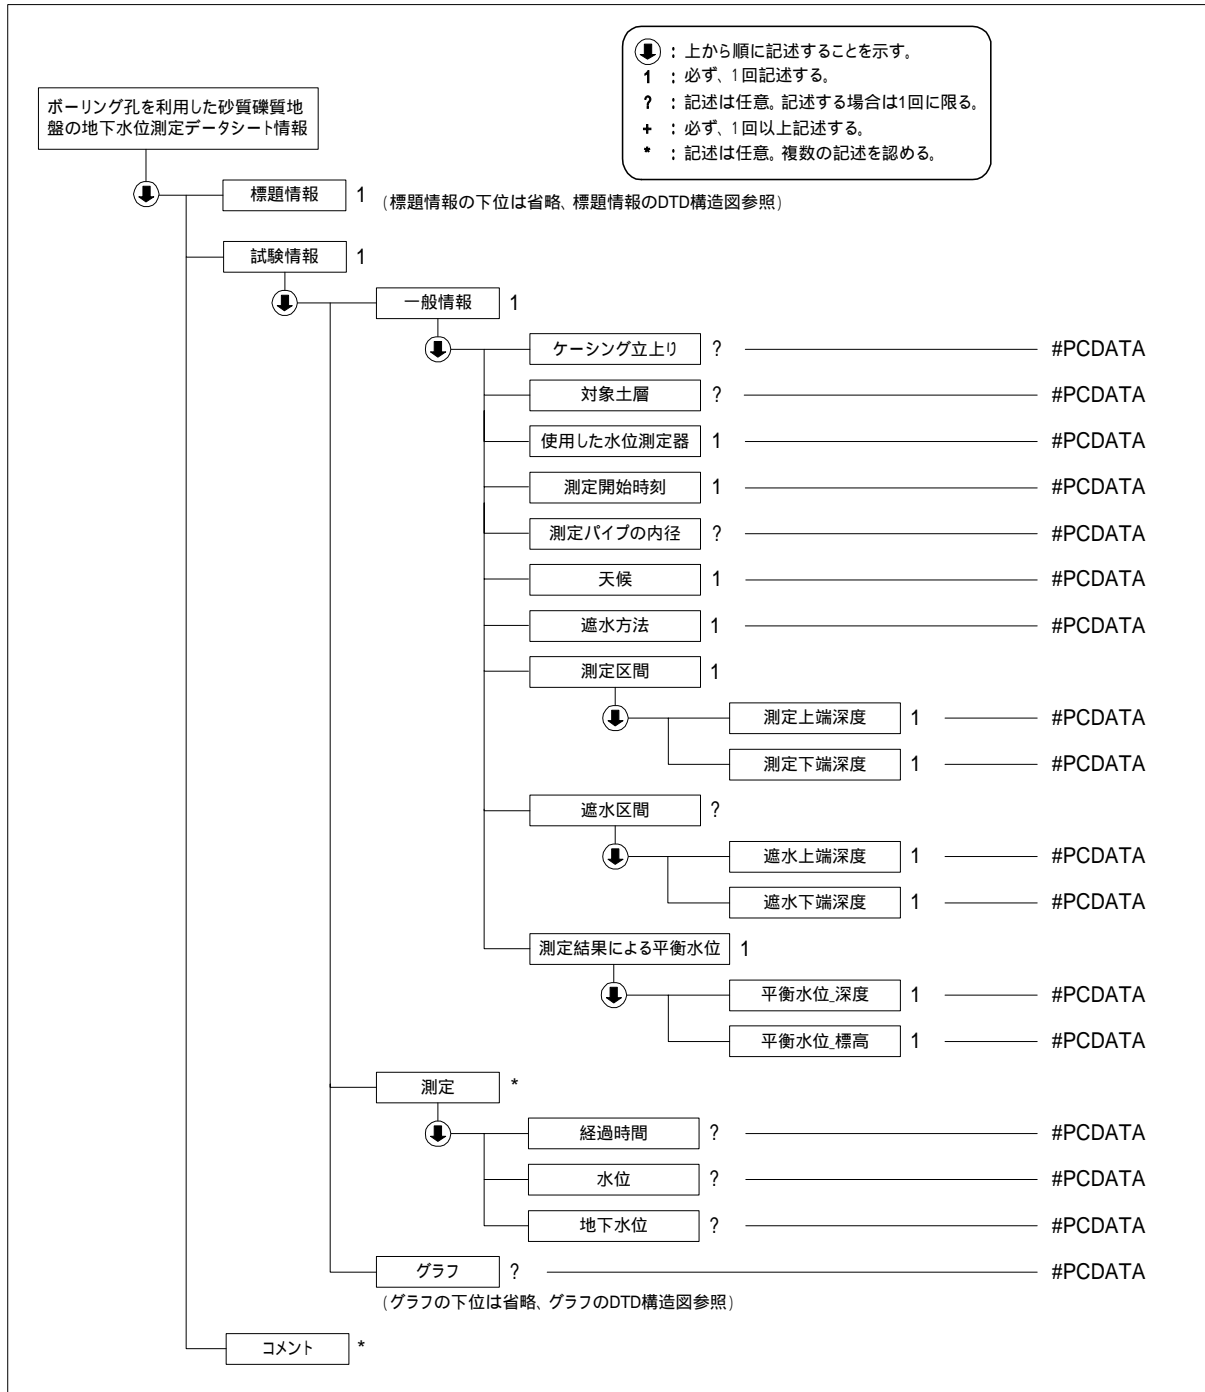 : 上から順に記述することを示す。
1 : 必ず、1回記述する。
? : 記述は任意。記述する場合は1回に限る。
+ : 必ず、1回以上記述する。
* : 記述は任意。複数の記述を認める。
ボーリング孔を利用した砂質礫質地
盤の地下水位測定データシート情報
標題情報 1 (標題情報の下位は省略、標題情報のDTD構造図参照)
試験情報 1
一般情報 1
ケーシング立上り ? #PCDATA
対象土層 ? #PCDATA
使用した水位測定器 1 #PCDATA
測定開始時刻 1 #PCDATA
測定パイプの内径 ? #PCDATA
天候 1 #PCDATA
遮水方法 1 #PCDATA
測定区間 1
測定上端深度 1 #PCDATA
測定下端深度 1 #PCDATA
遮水区間 ?
遮水上端深度 1 #PCDATA
遮水下端深度 1 #PCDATA
測定結果による平衡水位 1
平衡水位_深度 1 #PCDATA
平衡水位_標高 1 #PCDATA
測定 *
経過時間 ? #PCDATA
水位 ? #PCDATA
地下水位 ? #PCDATA
グラフ ? #PCDATA
(グラフの下位は省略、グラフのDTD構造図参照)
コメント *